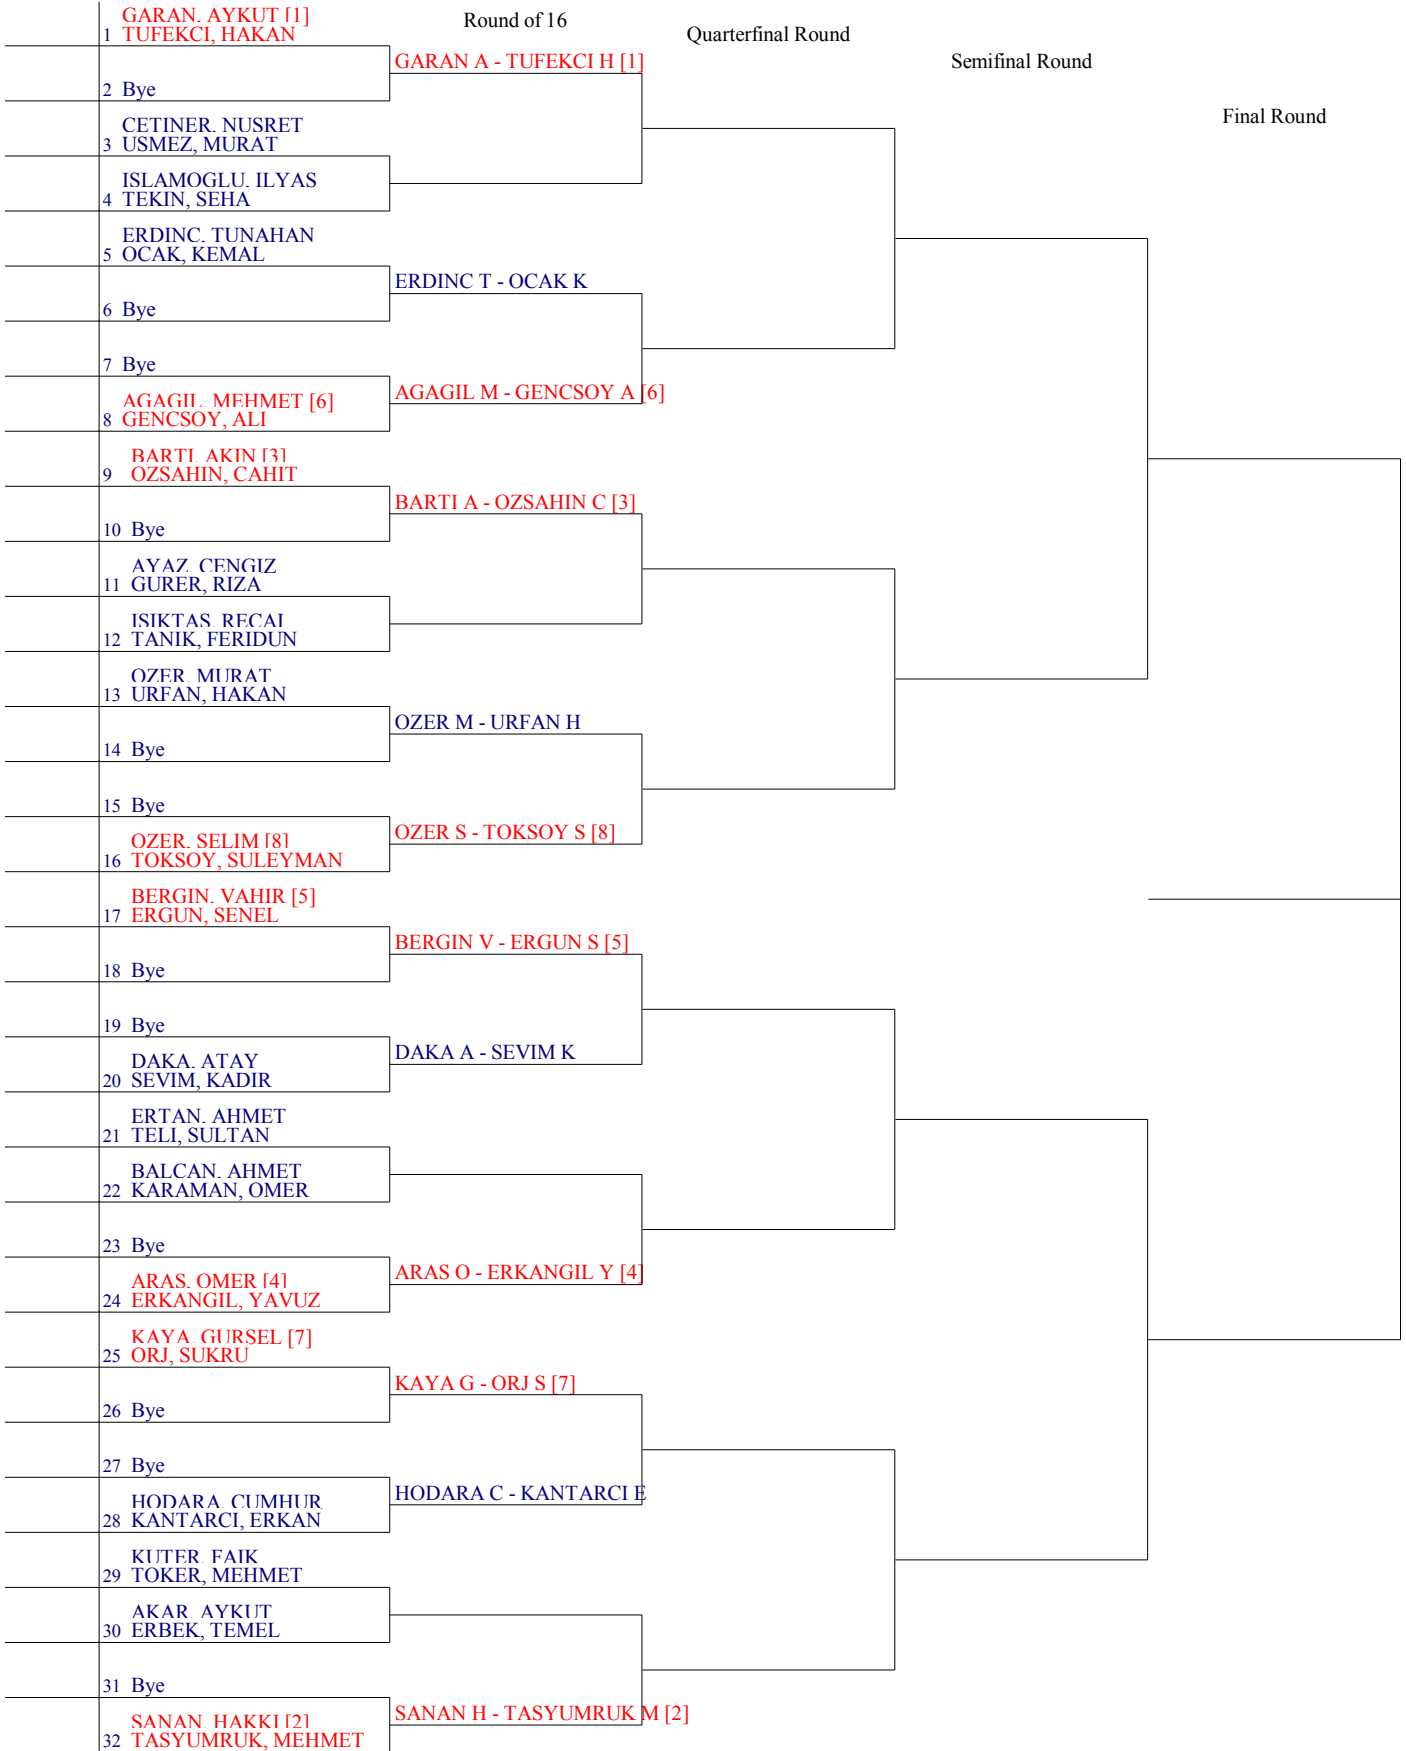 GARAN, AYKUT [1]
1 TUFEKCI, HAKAN
2 Bye
CETINER, NUSRET
3 USMEZ, MURAT
ISLAMOGLU, ILYAS
4 TEKIN, SEHA
ERDINC, TUNAHAN
5 OCAK, KEMAL
6 Bye
7 Bye
AGAGIL, MEHMET [6]
8 GENCSOY, ALI
BARTI, AKIN [3]
9 OZSAHIN, CAHIT
10 Bye
AYAZ, CENGIZ
11 GURER, RIZA
ISIKTAS, RECAI
12 TANIK, FERIDUN
OZER, MURAT
13 URFAN, HAKAN
14 Bye
15 Bye
OZER, SELIM [8]
16 TOKSOY, SULEYMAN
BERGIN, VAHIR [5]
17 ERGUN, SENEL
18 Bye
19 Bye
DAKA, ATAY
20 SEVIM, KADIR
ERTAN, AHMET
21 TELI, SULTAN
BALCAN, AHMET
22 KARAMAN, OMER
23 Bye
ARAS, OMER [4]
24 ERKANGIL, YAVUZ
KAYA, GURSEL [7]
25 ORJ, SUKRU
26 Bye
27 Bye
HODARA, CUMHUR
28 KANTARCI, ERKAN
KUTER, FAIK
29 TOKER, MEHMET
AKAR, AYKUT
30 ERBEK, TEMEL
31 Bye
SANAN, HAKKI [2]
32 TASYUMRUK, MEHMET
Round of 16
GARAN A - TUFEKCI H [1]
ERDINC T - OCAK K
AGAGIL M - GENCSOY A [6]
BARTI A - OZSAHIN C [3]
OZER M - URFAN H
OZER S - TOKSOY S [8]
BERGIN V - ERGUN S [5]
DAKA A - SEVIM K
ARAS O - ERKANGIL Y [4]
KAYA G - ORJ S [7]
HODARA C - KANTARCI E
SANAN H - TASYUMRUK M [2]
Quarterfinal Round
Semifinal Round
Final Round